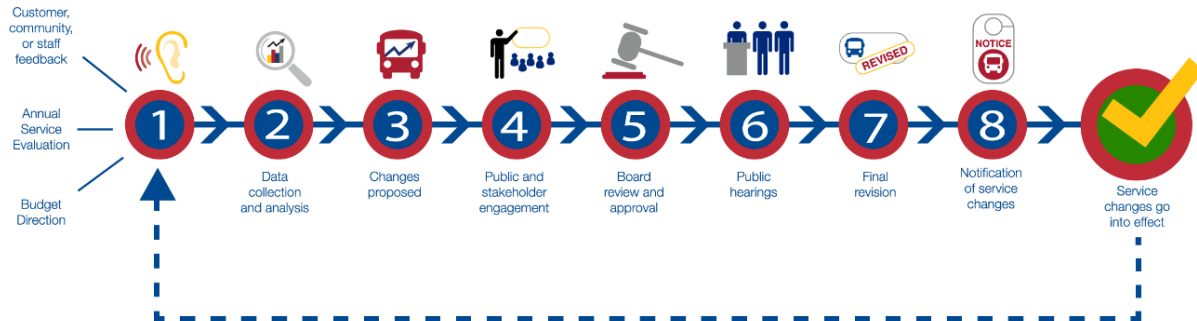 Customer,
community,
or staff
feedback
Annual
Service
Evaluation
Budget
Direction
1
2
Data
collection
and analysis
3
Changes
proposed
4
Public and
stakeholder
engagement
5
Board
review and
approval
6
Public
hearings
REVISED
7
Final
revision
NOTICE
8
Notification
of service
changes
Service
changes go
into effect